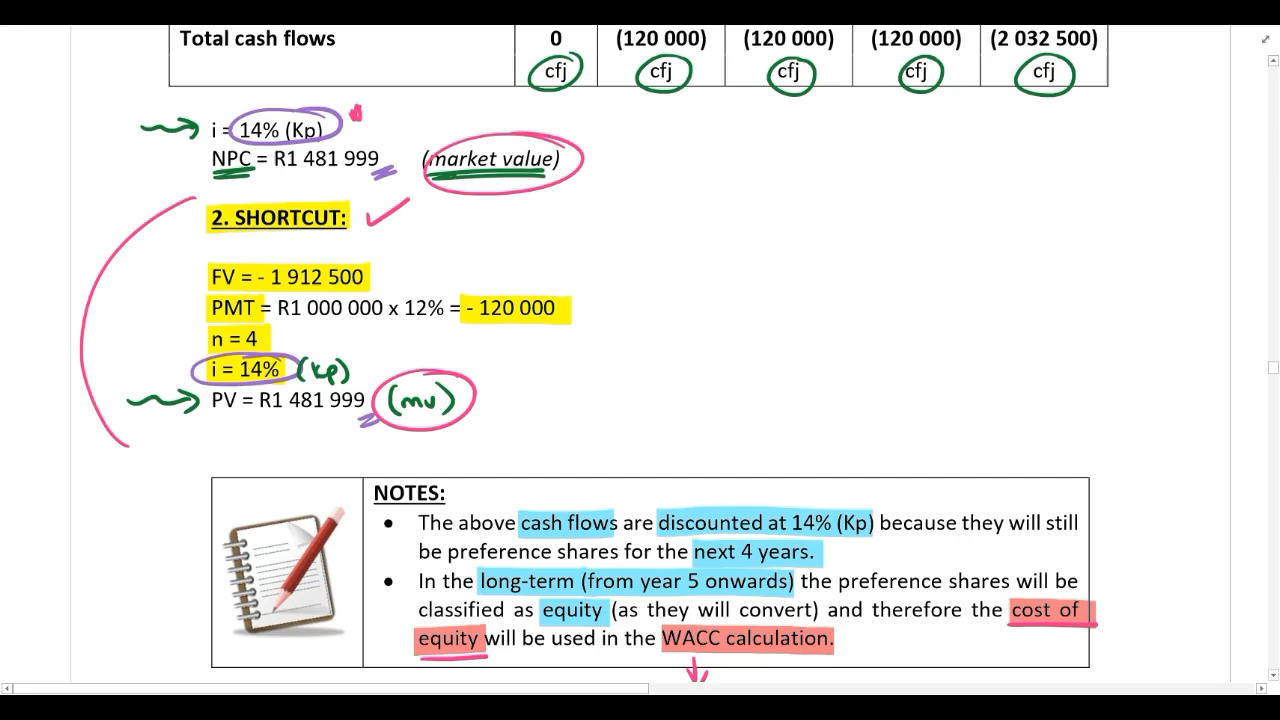 Total cash flows 0 (120 000) (120 000) (120 000) (2 032 500)
cfj cfj cfj cfj cfj
i = 14% (Kp)
NPC = R1 481 999 (market value)
2. SHORTCUT:
FV = - 1 912 500
PMT = R1 000 000 x 12% = - 120 000
n = 4
i = 14% (Kp)
PV = R1 481 999 (mv)
NOTES:
• The above cash flows are discounted at 14% (Kp) because they will still
be preference shares for the next 4 years.
• In the long-term (from year 5 onwards) the preference shares will be
classified as equity (as they will convert) and therefore the cost of
equity will be used in the WACC calculation.